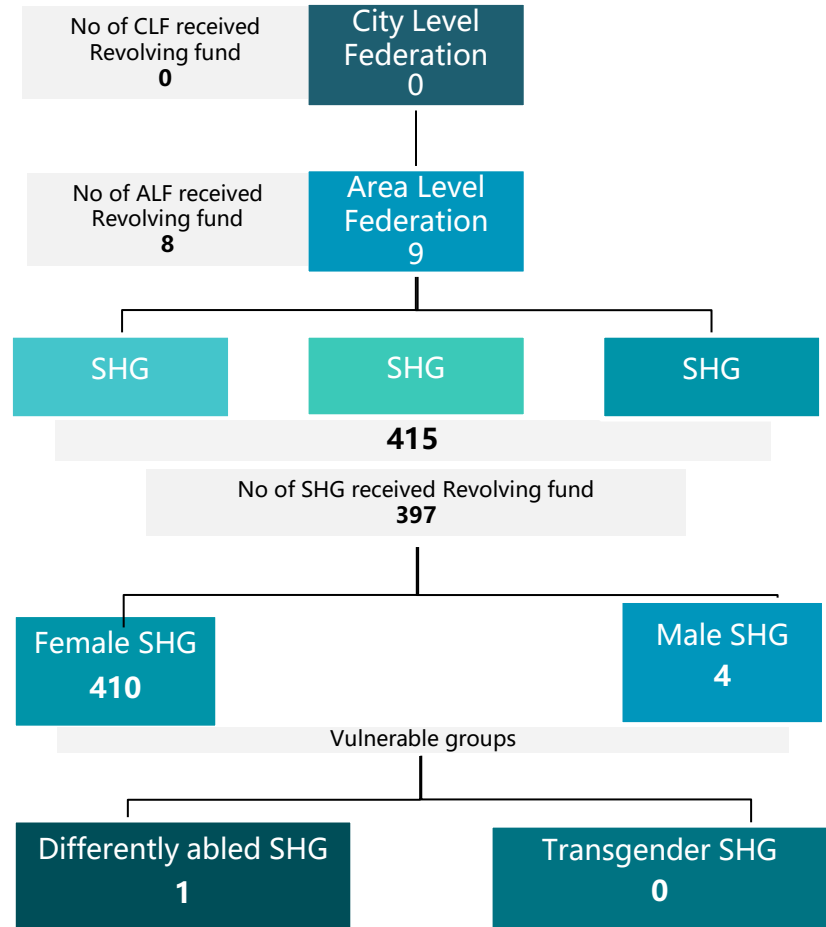 No of CLF received
Revolving fund
0
City Level
Federation
0
No of ALF received
Revolving fund
8
Area Level
Federation
9
SHG
SHG
SHG
415
No of SHG received Revolving fund
397
Female SHG
410
Male SHG
4
Vulnerable groups
Differently abled SHG
1
Transgender SHG
0